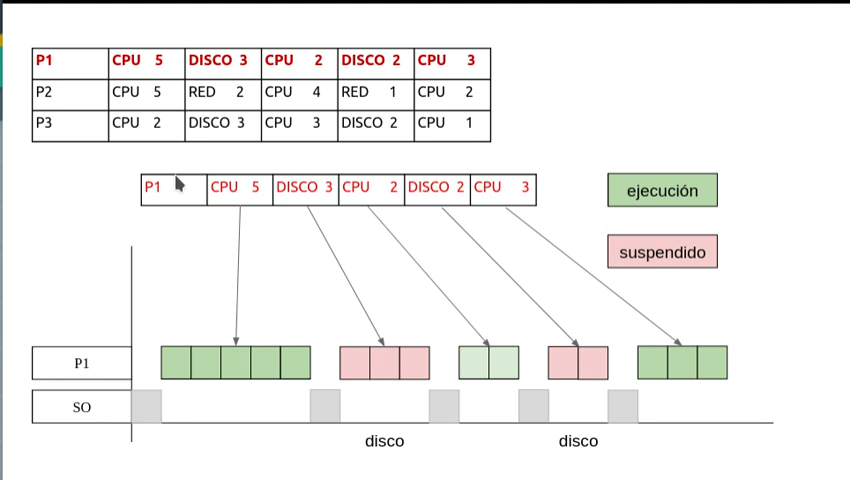 P1 CPU 5 DISCO 3 CPU 2 DISCO 2 CPU 3
P2 CPU 5 RED 2 CPU 4 RED 1 CPU 2
P3 CPU 2 DISCO 3 CPU 3 DISCO 2 CPU 1
P1 CPU 5 DISCO 3 CPU 2 DISCO 2 CPU 3
ejecución
suspendido
P1
SO
disco disco